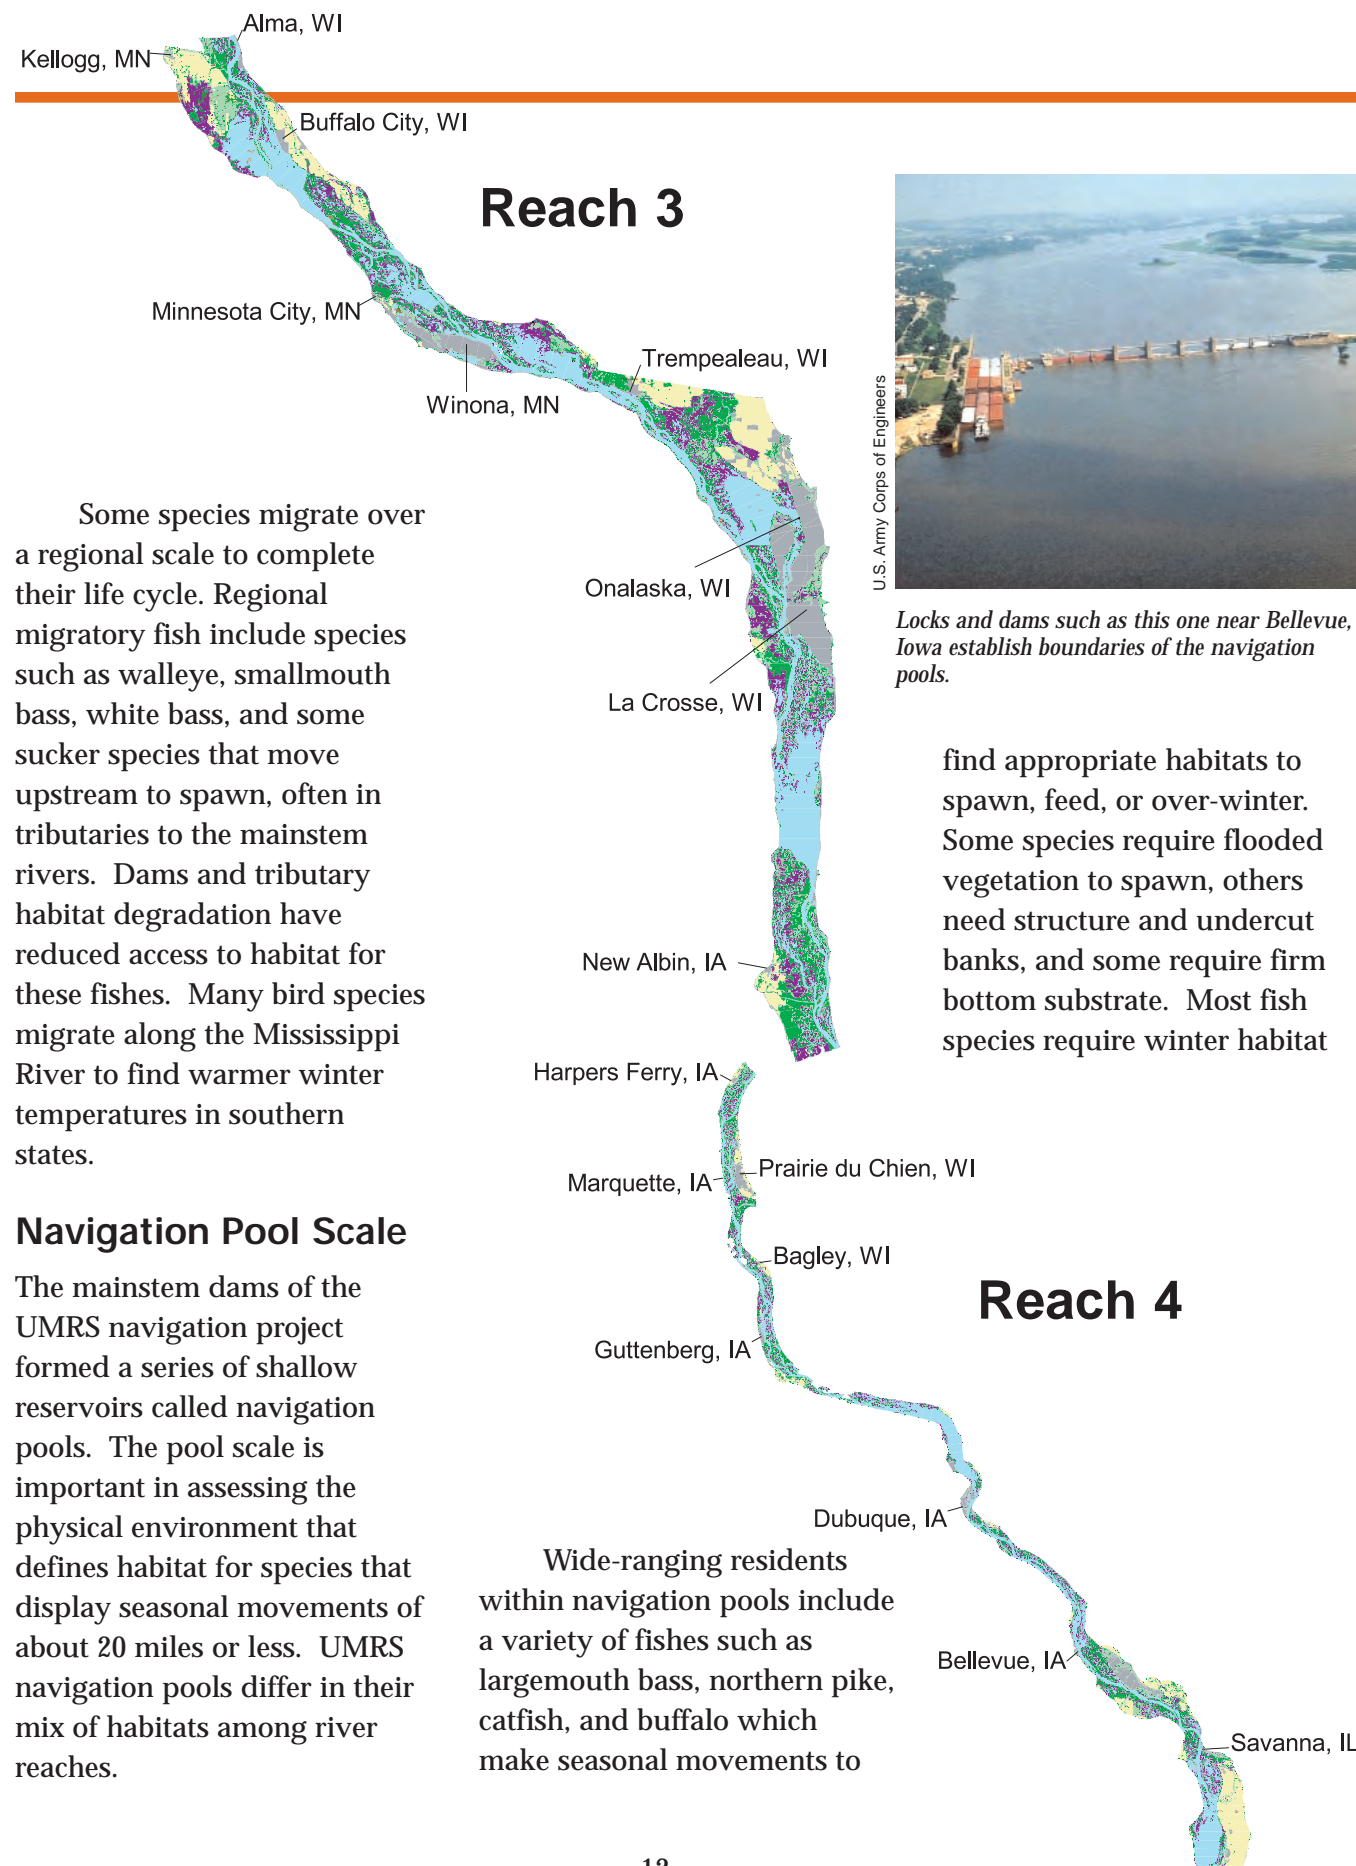 Alma, WI
Kellogg, MN
Buffalo City, WI
Reach 3
Minnesota City, MN
Trempealeau, WI
Winona, MN
Onalaska, WI
La Crosse, WI
New Albin, IA
U.S. Army Corps of Engineers
Locks and dams such as this one near Bellevue,
Iowa establish boundaries of the navigation
pools.
Some species migrate over
a regional scale to complete
their life cycle. Regional
migratory fish include species
such as walleye, smallmouth
bass, white bass, and some
sucker species that move
upstream to spawn, often in
tributaries to the mainstem
rivers. Dams and tributary
habitat degradation have
reduced access to habitat for
these fishes. Many bird species
migrate along the Mississippi
River to find warmer winter
temperatures in southern
states.
Navigation Pool Scale
The mainstem dams of the
UMRS navigation project
formed a series of shallow
reservoirs called navigation
pools. The pool scale is
important in assessing the
physical environment that
defines habitat for species that
display seasonal movements of
about 20 miles or less. UMRS
navigation pools differ in their
mix of habitats among river
reaches.
Wide-ranging residents
within navigation pools include
a variety of fishes such as
largemouth bass, northern pike,
catfish, and buffalo which
make seasonal movements to
find appropriate habitats to
spawn, feed, or over-winter.
Some species require flooded
vegetation to spawn, others
need structure and undercut
banks, and some require firm
bottom substrate. Most fish
species require winter habitat
Harpers Ferry, IA
Prairie du Chien, WI
Marquette, IA
Bagley, WI
Reach 4
Guttenberg, IA
Dubuque, IA
Bellevue, IA
Savanna, IL